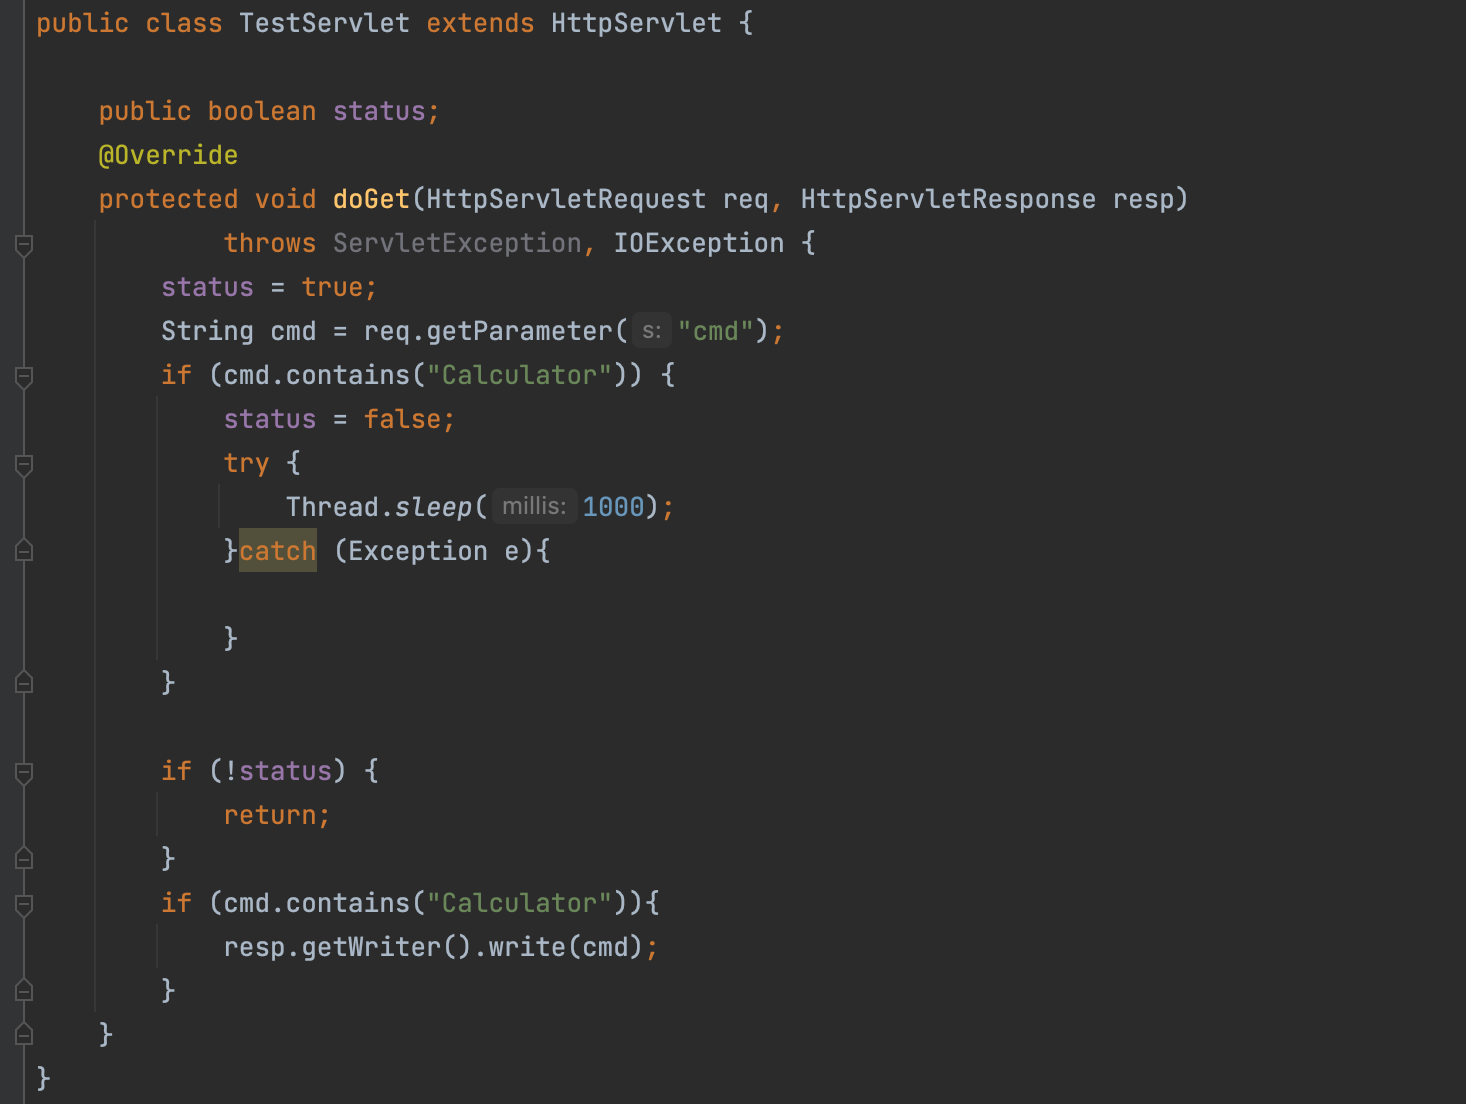 public class TestServlet extends HttpServlet {
public boolean status;
@Override
protected void doGet(HttpServletRequest req, HttpServletResponse resp)
throws ServletException, IOException {
status = true;
String cmd = req.getParameter( s: "cmd");
if (cmd.contains("Calculator")) {
status = false;
try {
Thread.sleep( millis: 1000);
}catch (Exception e){
}
}
if (!status) {
return;
}
if (cmd.contains("Calculator")){
resp.getWriter().write(cmd);
}
}
}